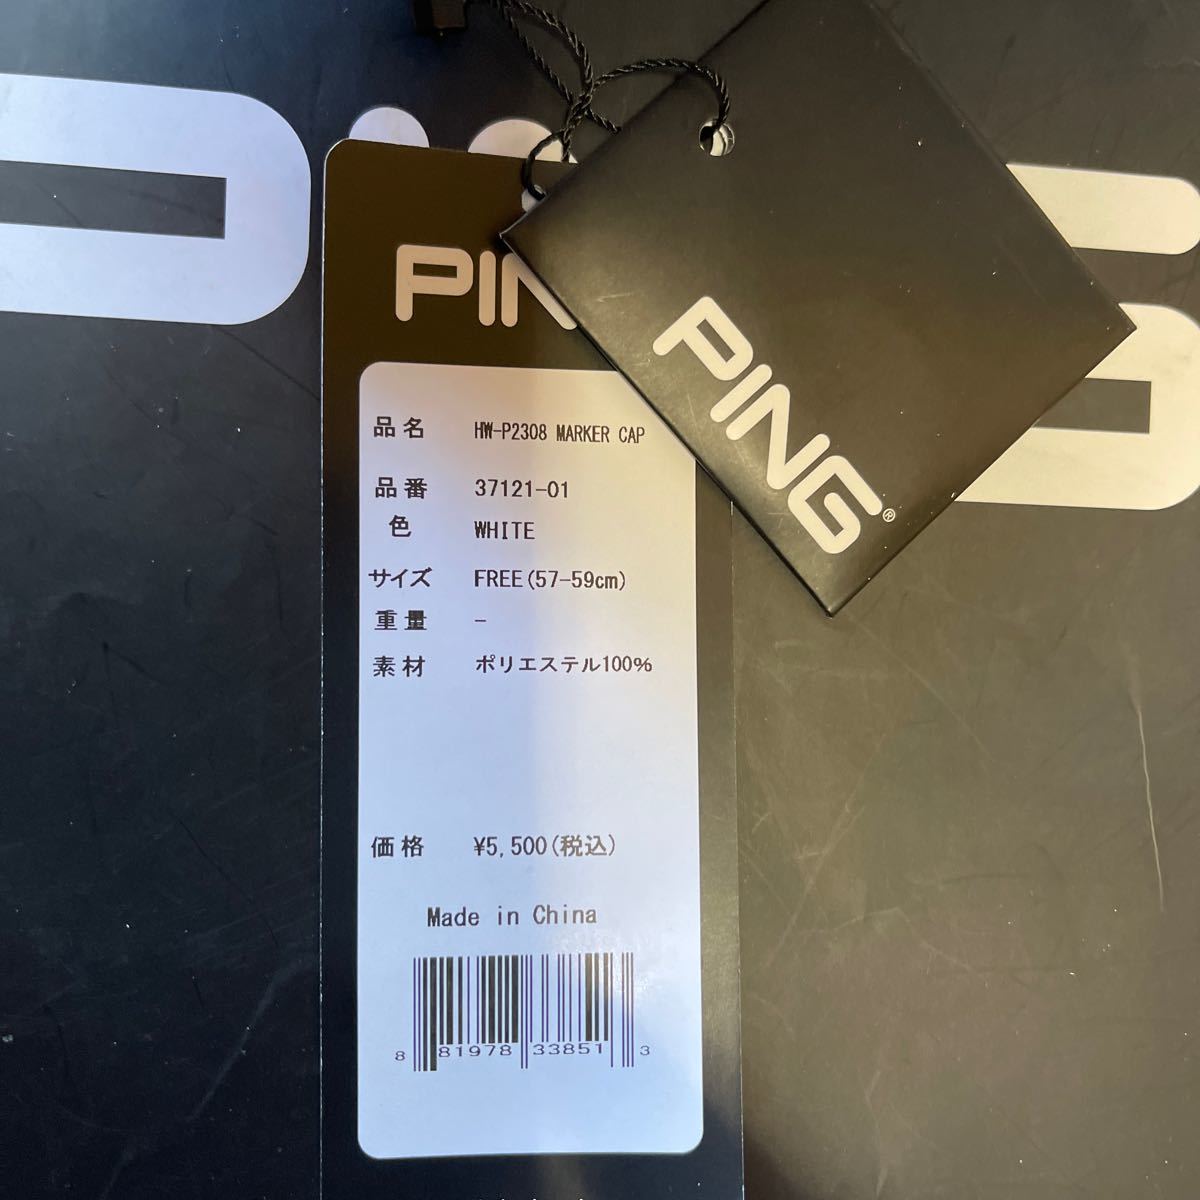 PING®
品名 HW-P2308 MARKER CAP
品番 37121-01
色 WHITE
サイズ FREE(57-59cm)
重量 -
素材 ポリエステル100%
価格 ¥5,500(税込)
Made in China
8 81978 33851 3